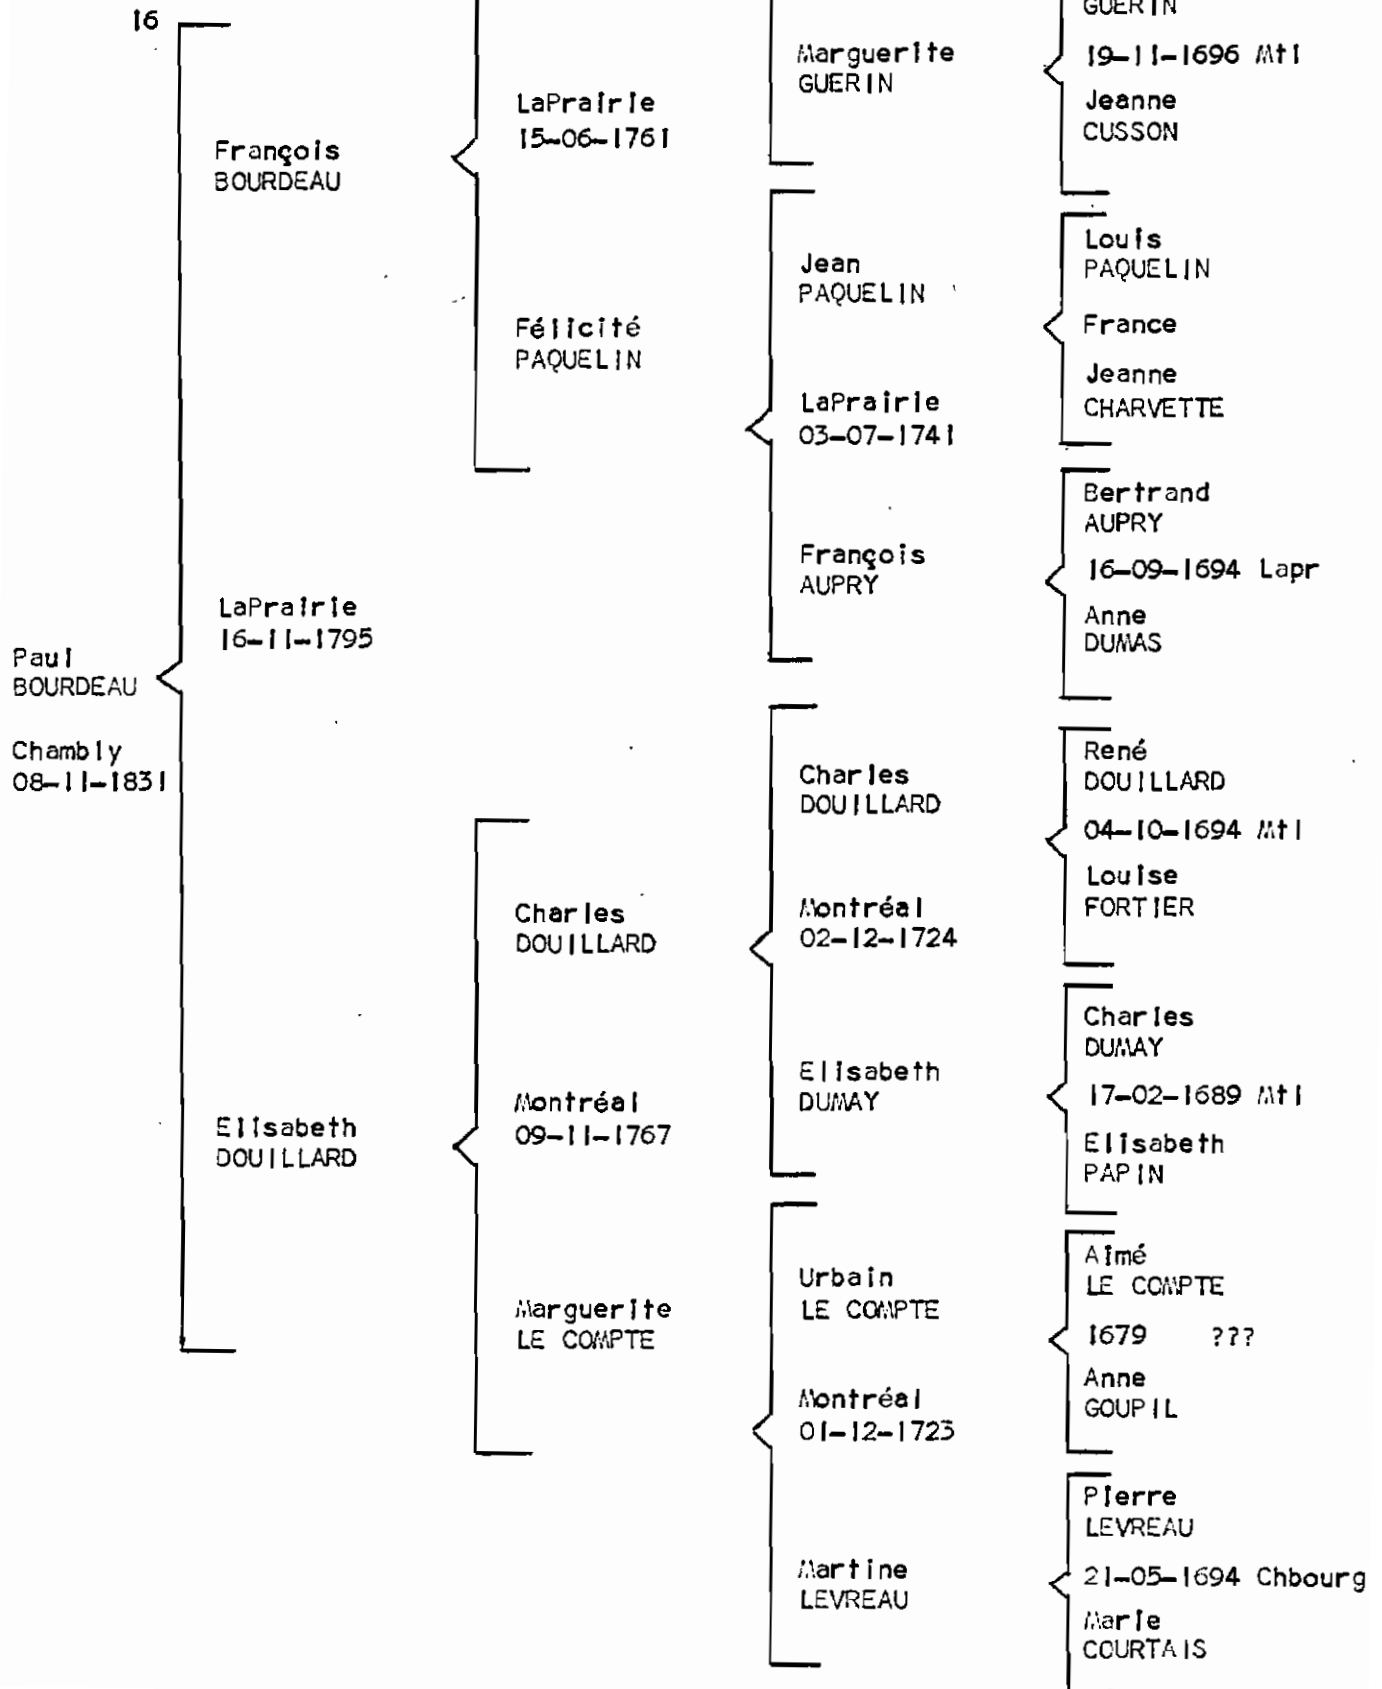 16
Paul
BOURDEAU
Chambly
08-11-1831
François
BOURDEAU
LaPrairie
16-11-1795
Elisabeth
DOUILLARD
LaPrairie
15-06-1761
Félicité
PAQUELIN
Charles
DOUILLARD
Montréal
09-11-1767
Marguerite
LE COMPTE
Marguerite
GUERIN
Jean
PAQUELIN
LaPrairie
03-07-1741
François
AUPRY
Charles
DOUILLARD
Montréal
02-12-1724
Elisabeth
DUMAY
Urbain
LE COMPTE
Montréal
01-12-1723
Martine
LEVREAU
GUERIN
19-11-1696 Mtl
Jeanne
CUSSON
Louis
PAQUELIN
France
Jeanne
CHARVETTE
Bertrand
AUPRY
16-09-1694 Lapr
Anne
DUMAS
René
DOUILLARD
04-10-1694 Mtl
Louise
FORTIER
Charles
DUMAY
17-02-1689 Mtl
Elisabeth
PAPIN
Aimé
LE COMPTE
1679 ???
Anne
GOUPIL
Pierre
LEVREAU
21-05-1694 Chbourg
Marie
COURTAIS